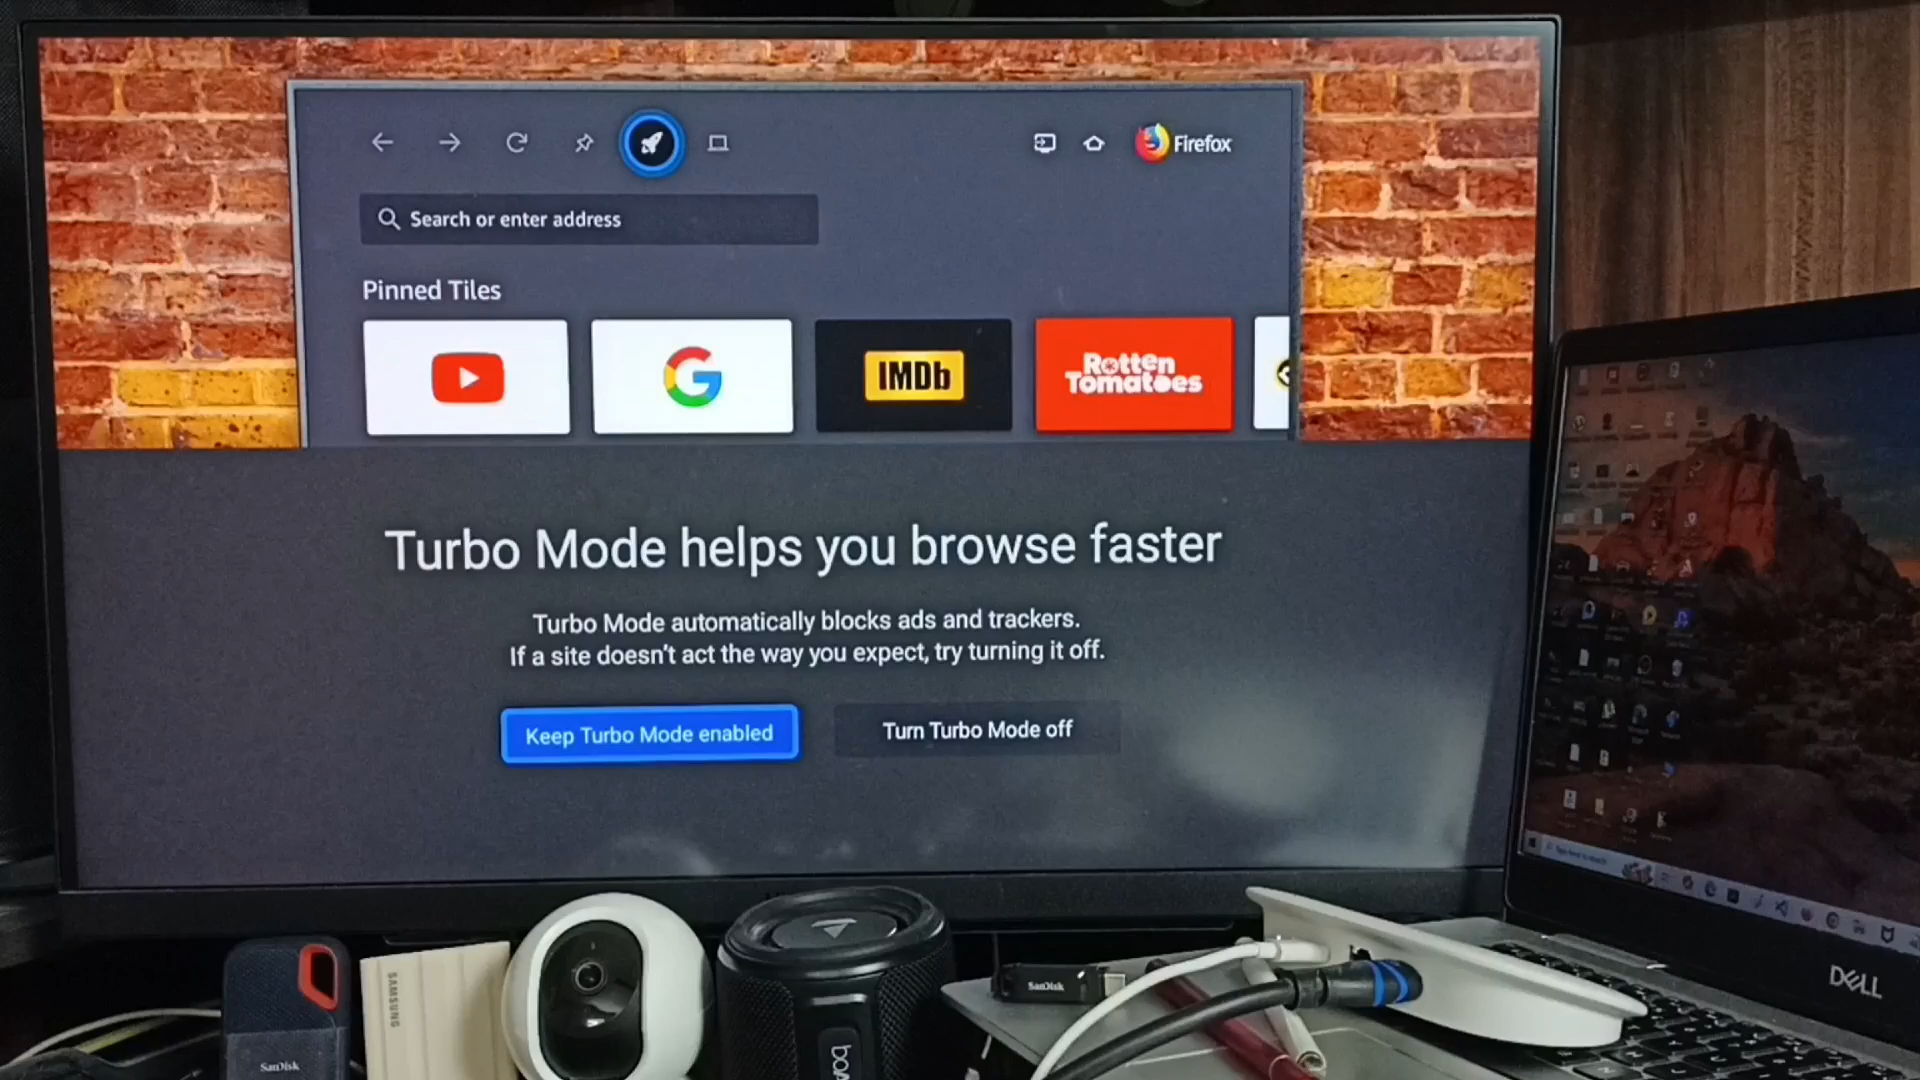 Firefox
Search or enter address
Pinned Tiles
IMDb
Rotten
Tomatoes
Turbo Mode helps you browse faster
Turbo Mode automatically blocks ads and trackers.
If a site doesn't act the way you expect, try turning it off.
Keep Turbo Mode enabled
Turn Turbo Mode off
SAMSUNG
SanDisk
SanDisk
DELL